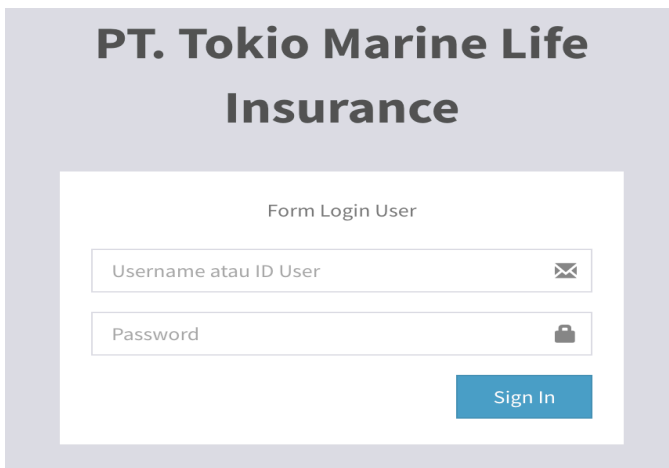 PT. Tokio Marine Life
Insurance
Form Login User
Username atau ID User
Password
Sign In